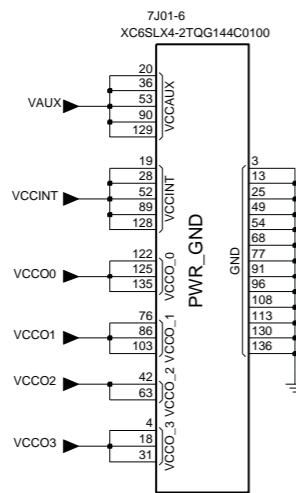 7J01-6
XC6SLX4-2TQG144C0100
VAUX
20
36
53
90
129
VCCAUX
VCCINT
19
28
52
89
128
VCCINT
VCCO0
122
125
135
VCCO_0
VCCO1
76
86
103
VCCO_1
VCCO2
42
63
VCCO_2
VCCO3
4
18
31
VCCO_3
PWR_GND
GND
3
13
25
49
54
68
77
91
96
108
113
130
136